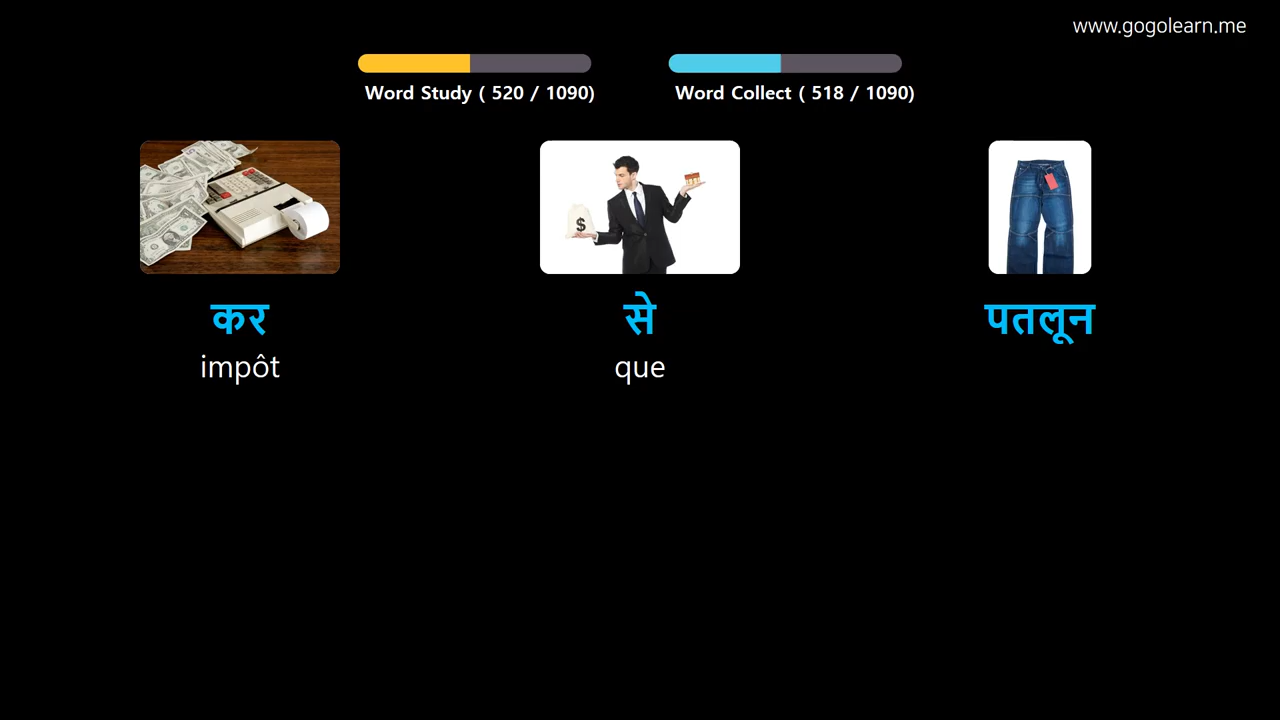 www.gogolearn.me
Word Study ( 520 / 1090)
Word Collect ( 518 / 1090)
कर
से
पतलून
impôt
que